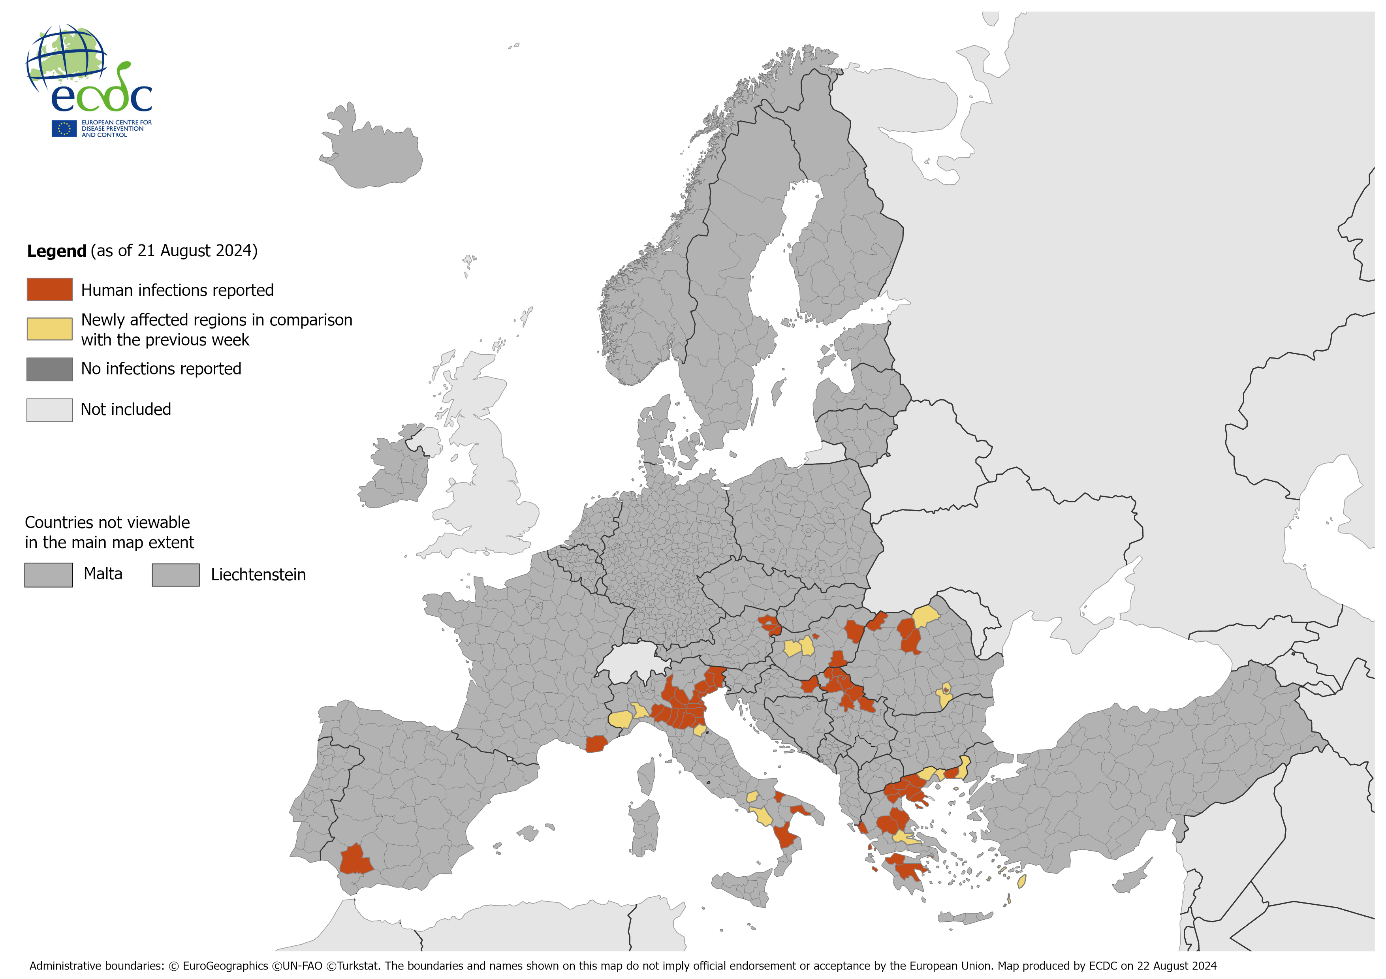 ecdc
EUROPEAN CENTRE FOR
DISEASE PREVENTION
AND CONTROL
Legend (as of 21 August 2024)
Human infections reported
Newly affected regions in comparison
with the previous week
No infections reported
Not included
Countries not viewable
in the main map extent
Malta
Liechtenstein
Administrative boundaries: © EuroGeographics ©UN-FAO ©Turkstat. The boundaries and names shown on this map do not imply official endorsement or acceptance by the European Union. Map produced by ECDC on 22 August 2024